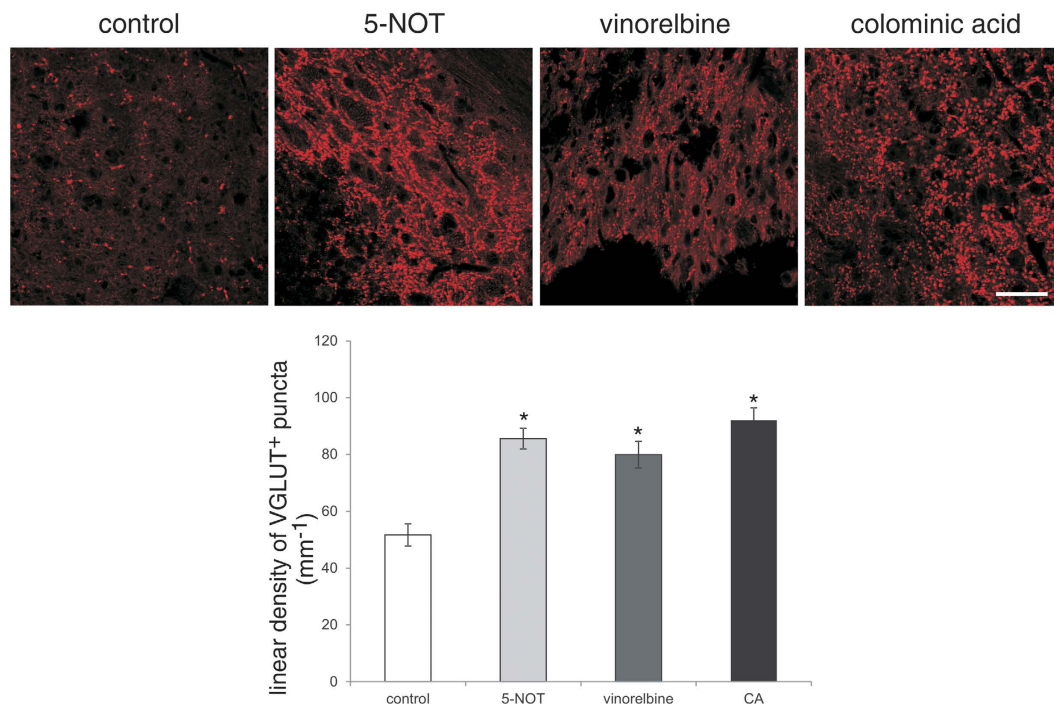 control
5-NOT
vinorelbine
colominic acid
linear density of VGLUT⁺ puncta
(mm⁻¹)
120
100
80
60
40
20
0
*
*
*
control
5-NOT
vinorelbine
CA